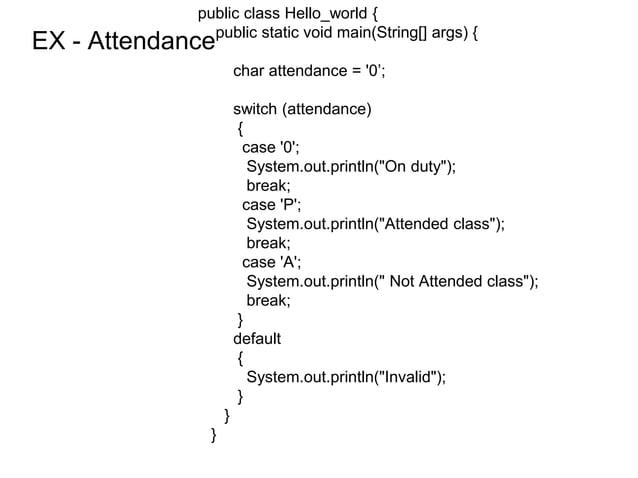 public class Hello_world {
EX - Attendance
public static void main(String[] args) {
char attendance = '0’;
switch (attendance)
{
case '0';
System.out.println("On duty");
break;
case 'P';
System.out.println("Attended class");
break;
case 'A';
System.out.println(" Not Attended class");
break;
}
default
{
System.out.println("Invalid");
}
}
}